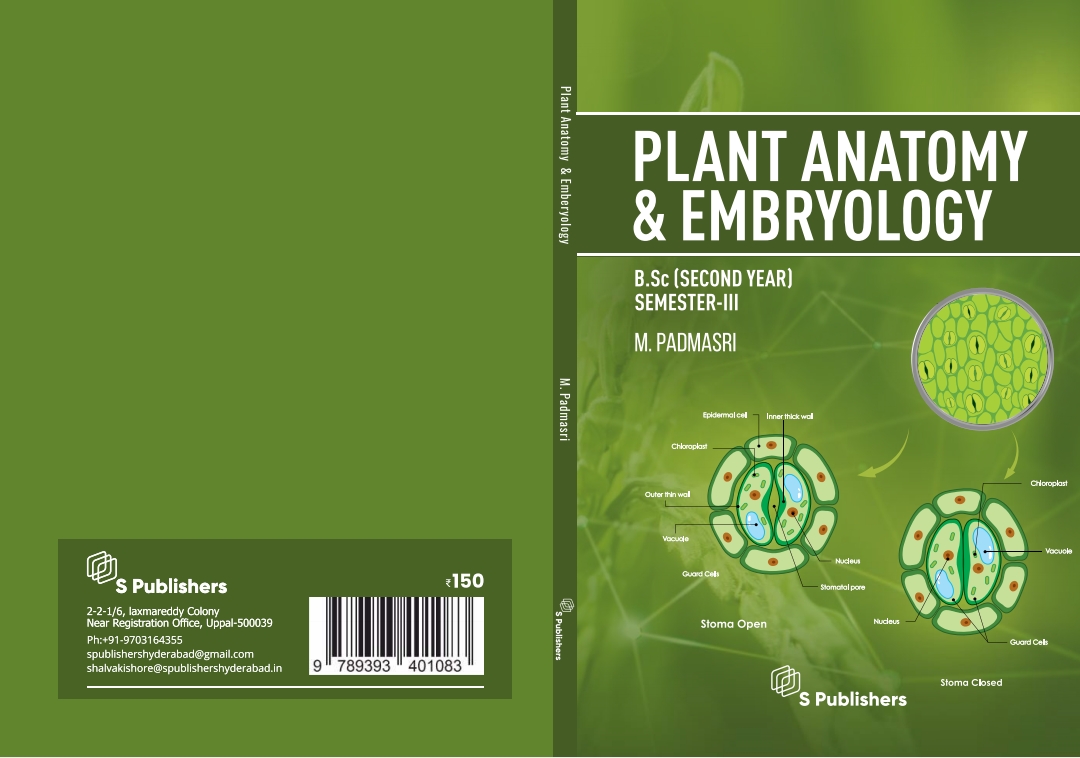 S Publishers
2-2-1/6, laxmareddy Colony
Near Registration Office, Uppal-500039
Ph:+91-9703164355
spublishershyderabad@gmail.com
shalvakishore@spublishershyderabad.in
₹150
9 789393 401083
Plant Anatomy & Emberyology
M. Padmasri
S Publishers
PLANT ANATOMY
& EMBRYOLOGY
B.Sc (SECOND YEAR)
SEMESTER-III
M. PADMASRI
Epidermal cell
Inner thick wall
Chloroplast
Outer thin wall
Vacuole
Guard Cells
Nucleus
Stomatal pore
Stoma Open
Chloroplast
Vacuole
Nucleus
Guard Cells
Stoma Closed
S Publishers